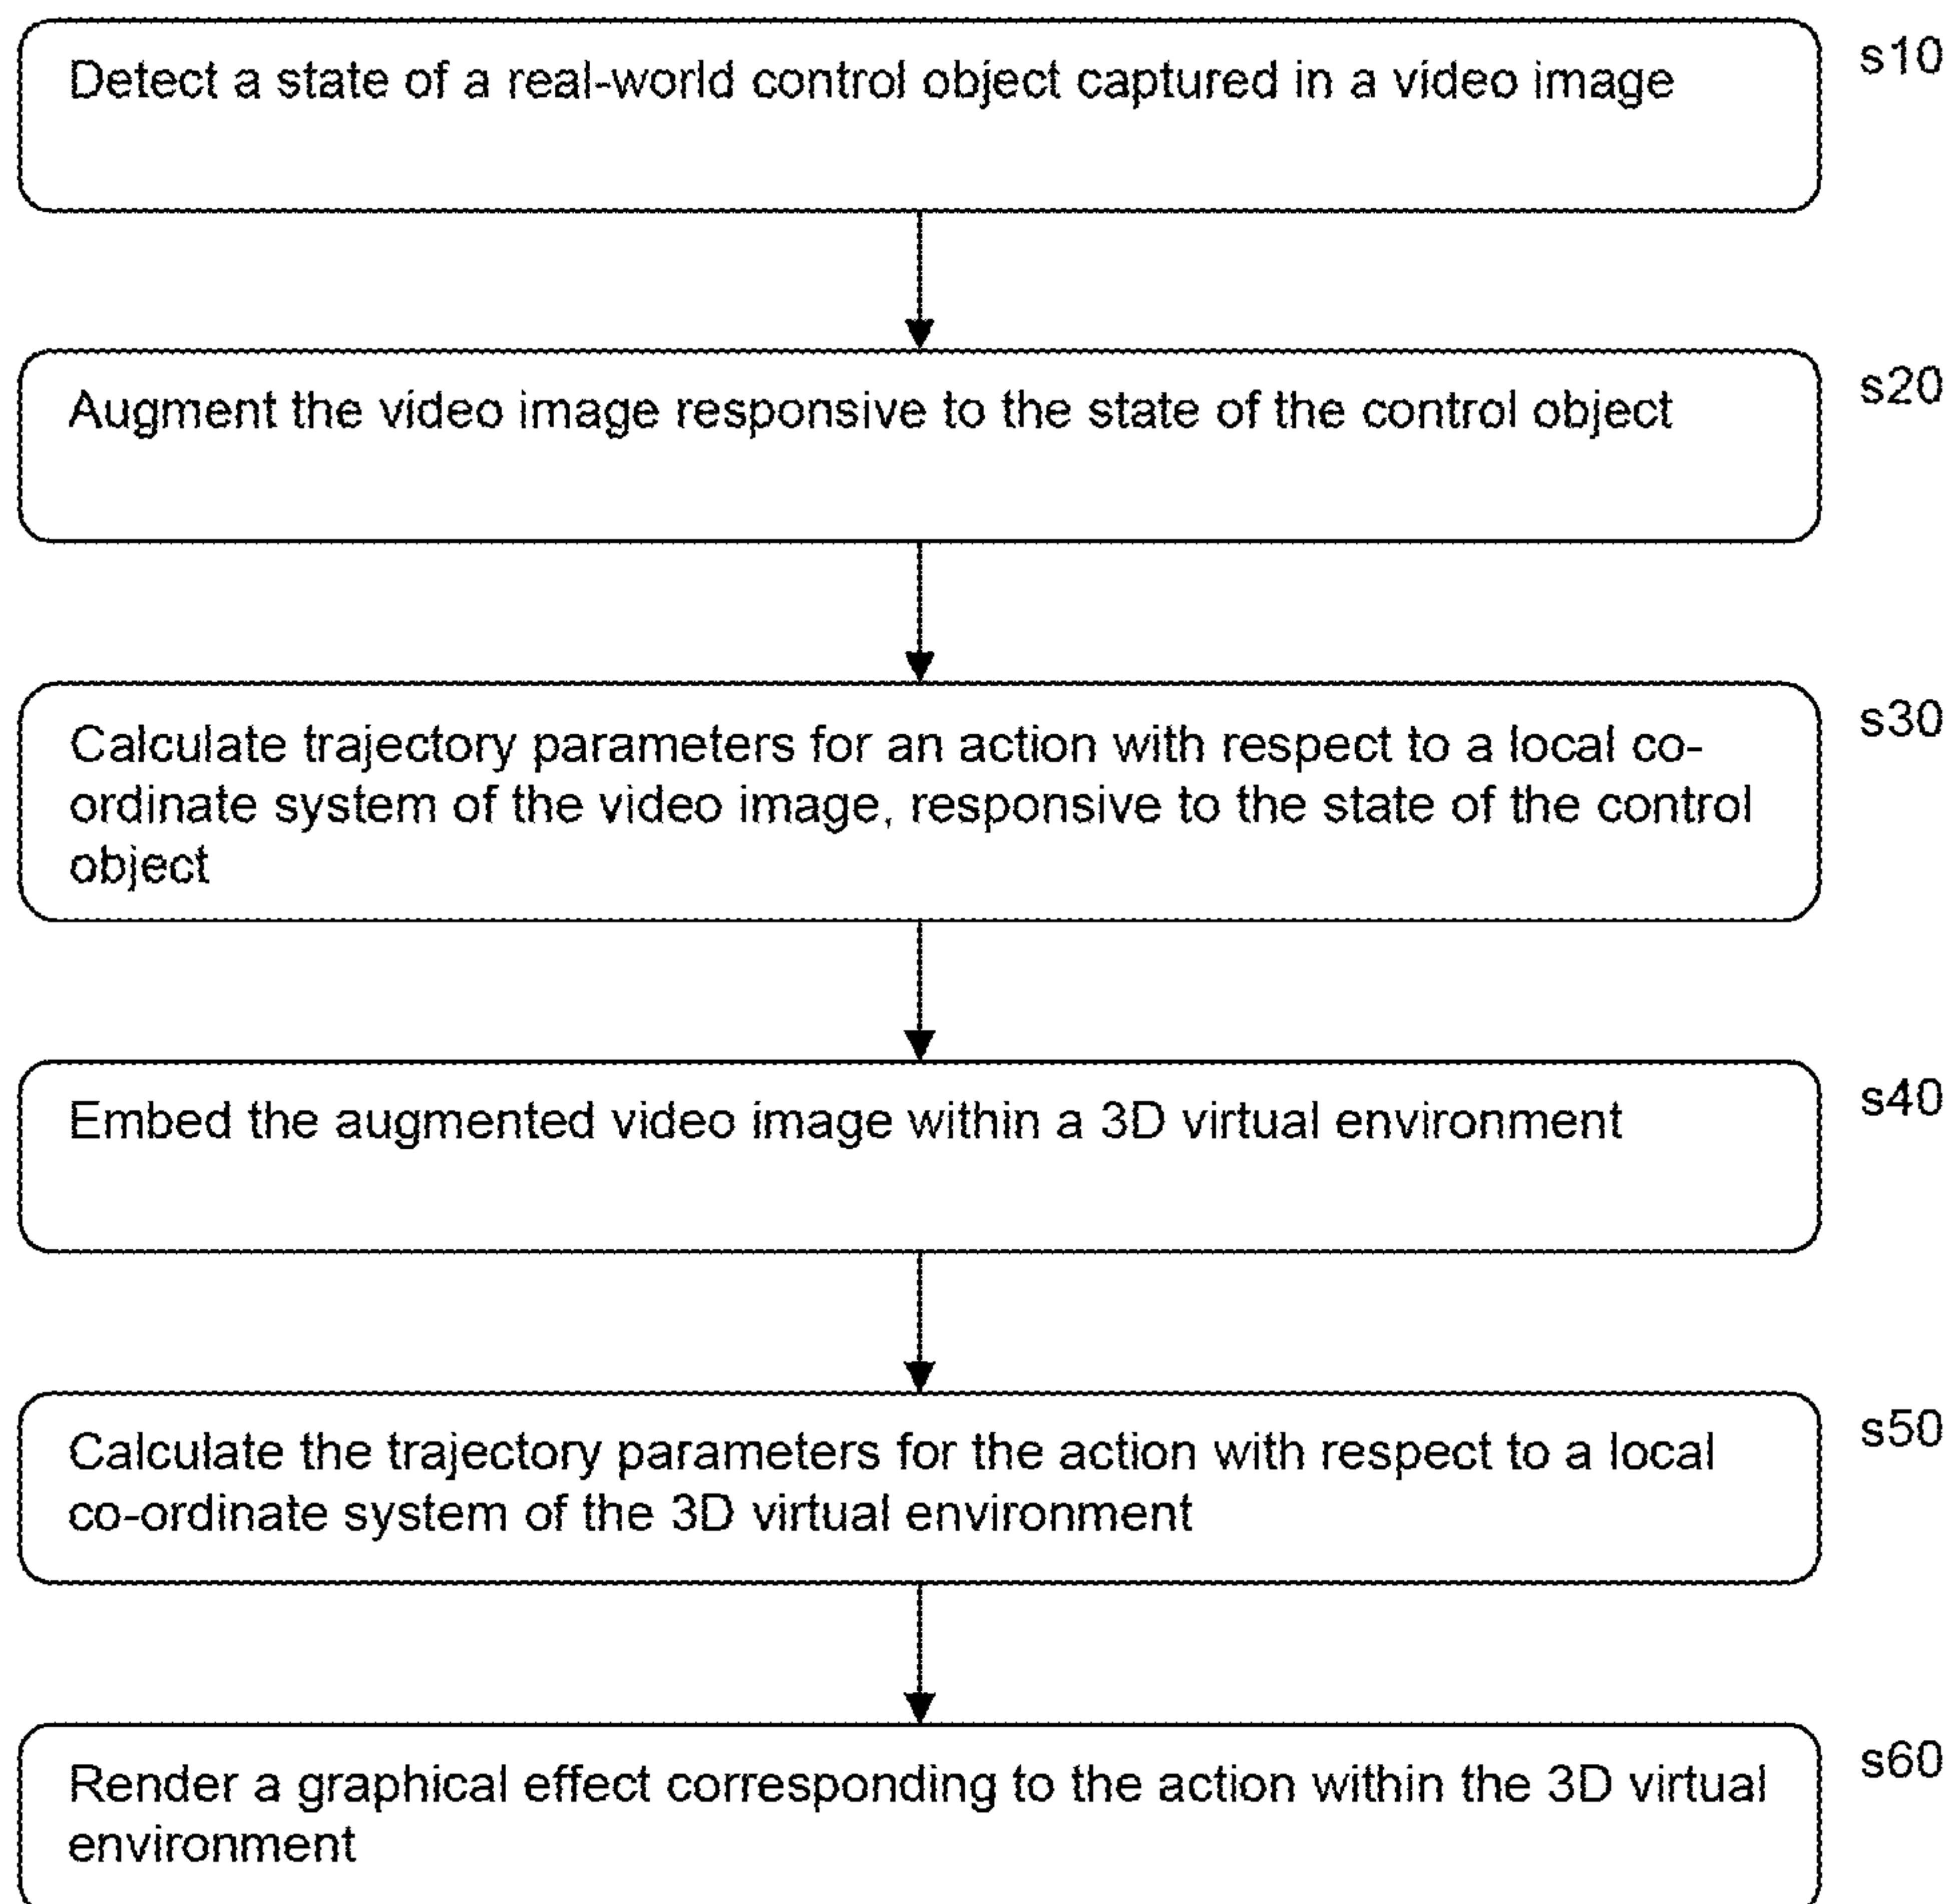 Detect a state of a real-world control object captured in a video image
s10
Augment the video image responsive to the state of the control object
s20
Calculate trajectory parameters for an action with respect to a local co-
ordinate system of the video image, responsive to the state of the control
object
s30
Embed the augmented video image within a 3D virtual environment
s40
Calculate the trajectory parameters for the action with respect to a local
co-ordinate system of the 3D virtual environment
s50
Render a graphical effect corresponding to the action within the 3D virtual
environment
s60